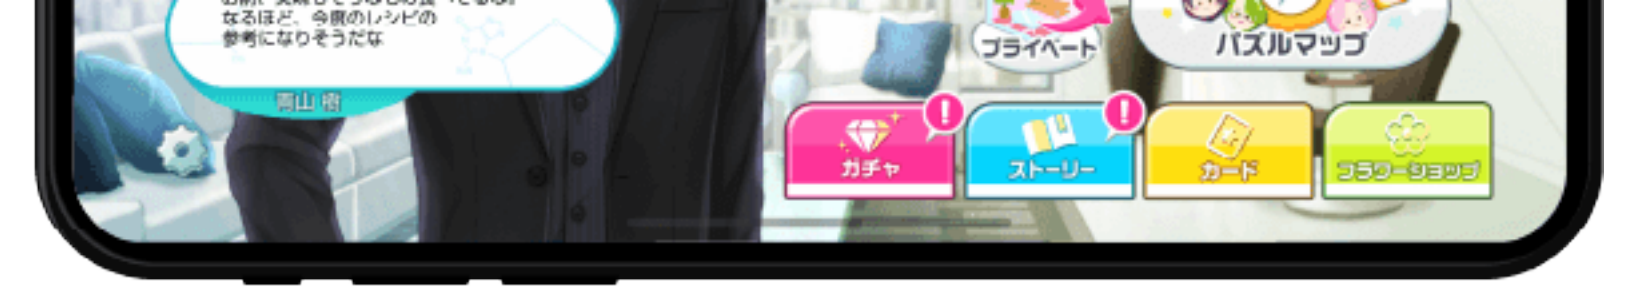 なるほど、今度のレシピの
参考になりそうだな
青山 樹
プライベート
パズルマップ
ガチャ
ストーリー
カード
フラワーショップ